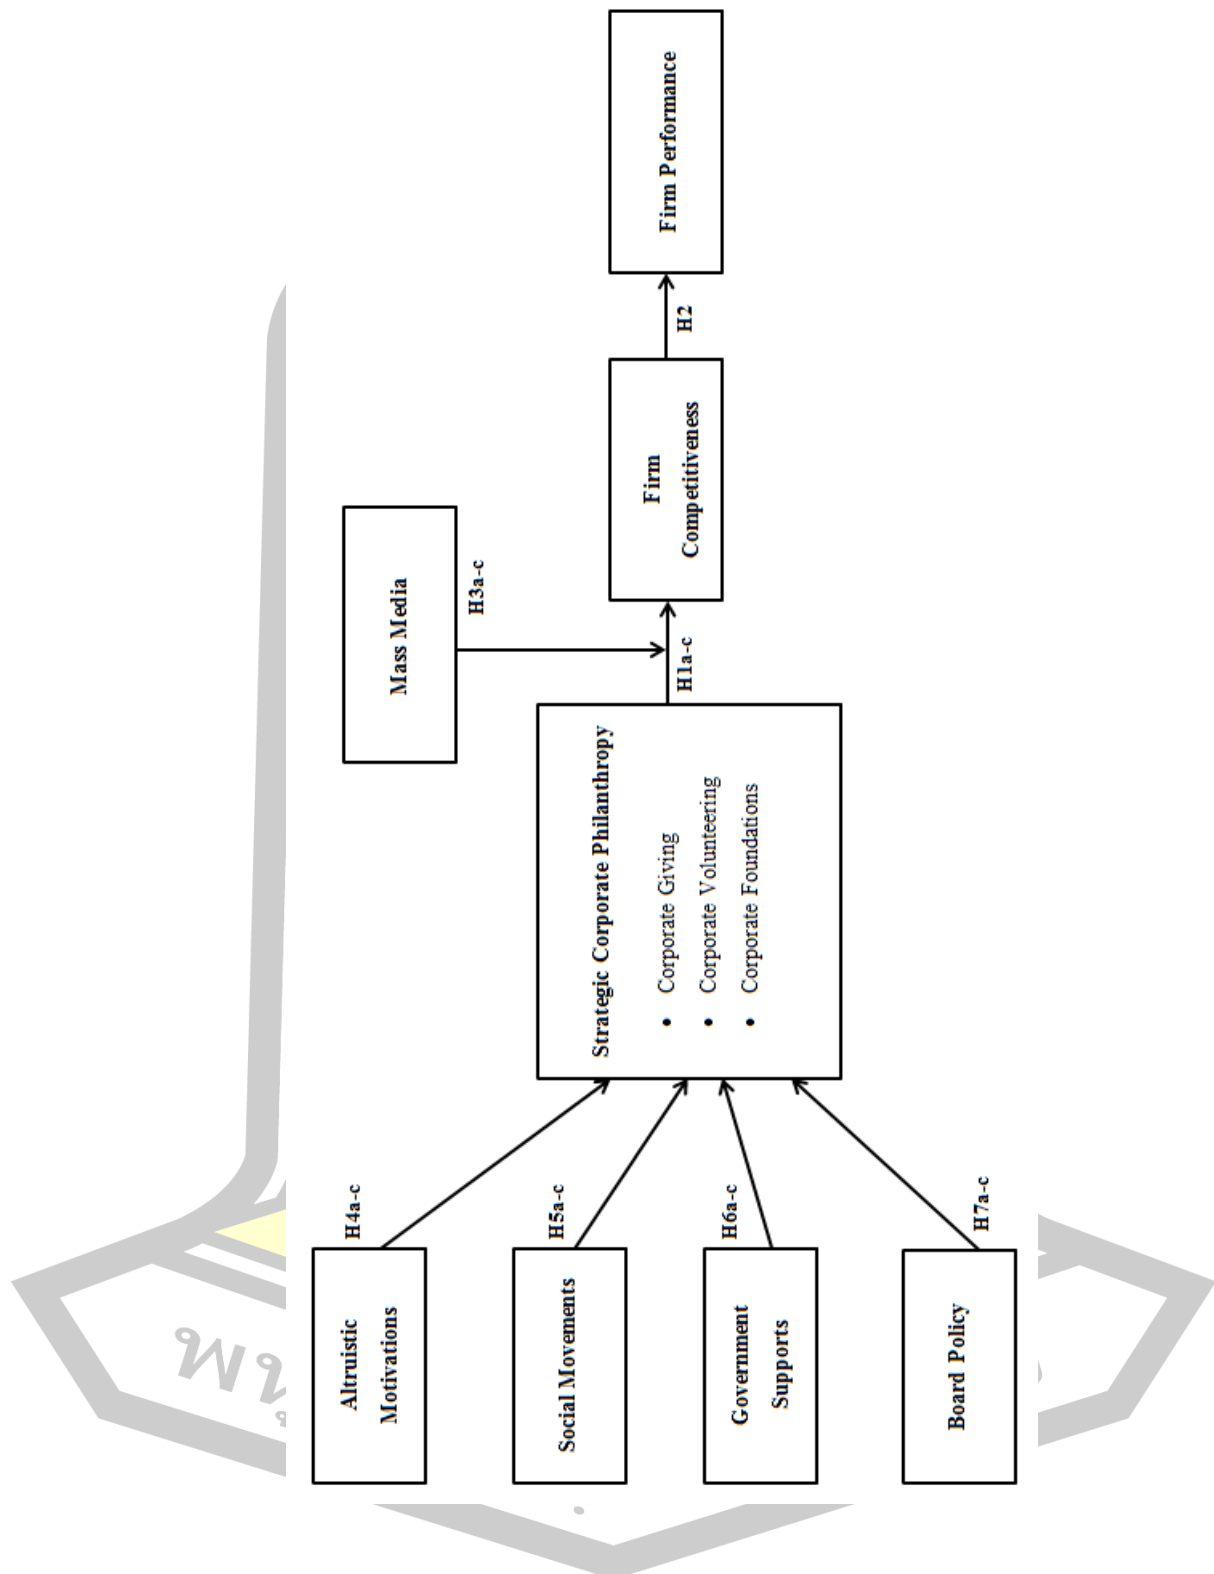 Mass Media
H3a-c
Altruistic
Motivations
H4a-c
Social Movements
H5a-c
Government
Supports
H6a-c
Board Policy
H7a-c
Strategic Corporate Philanthropy
• Corporate Giving
• Corporate Volunteering
• Corporate Foundations
H1a-c
Firm
Competitiveness
H2
Firm Performance